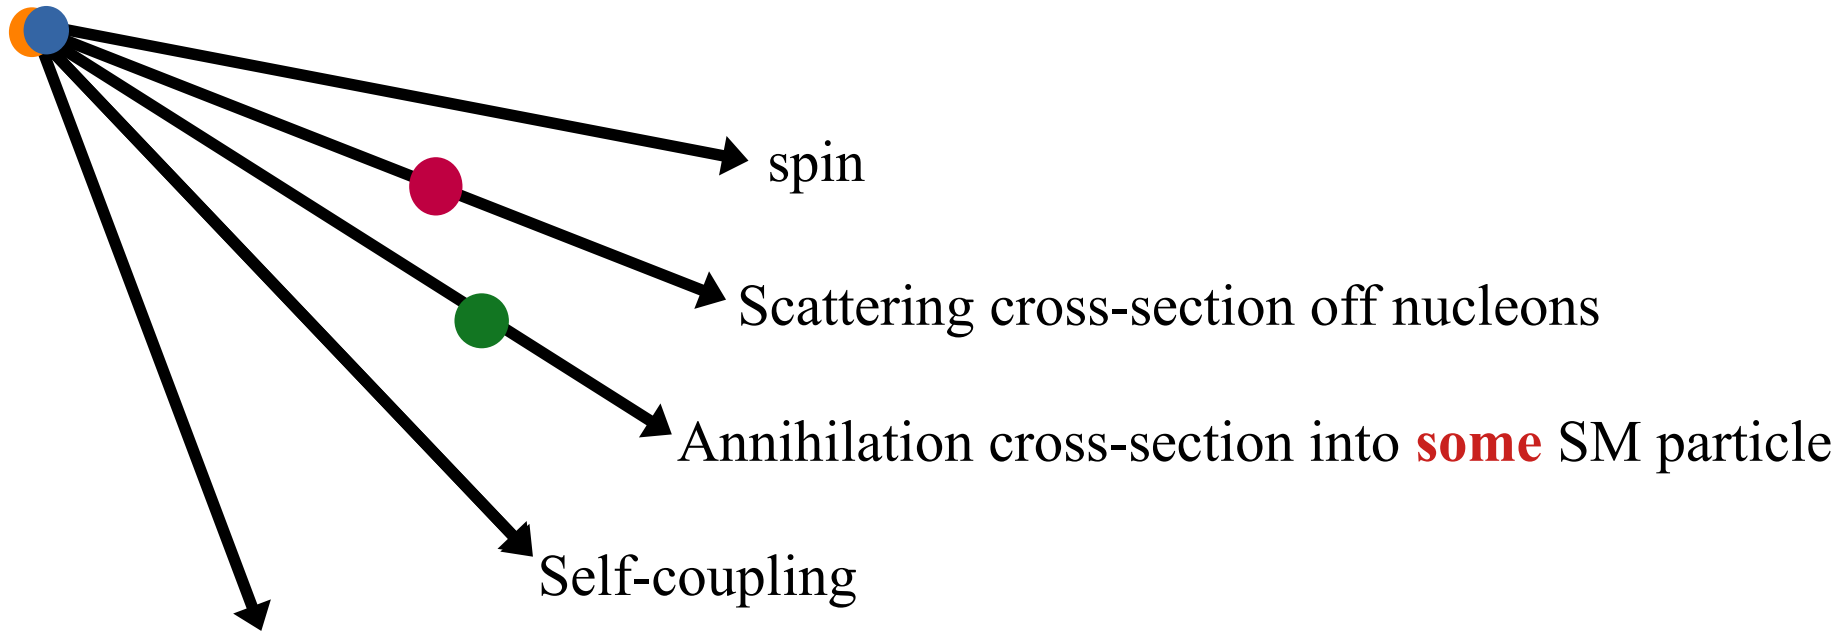 spin
Scattering cross-section off nucleons
Annihilation cross-section into some SM particle
Self-coupling